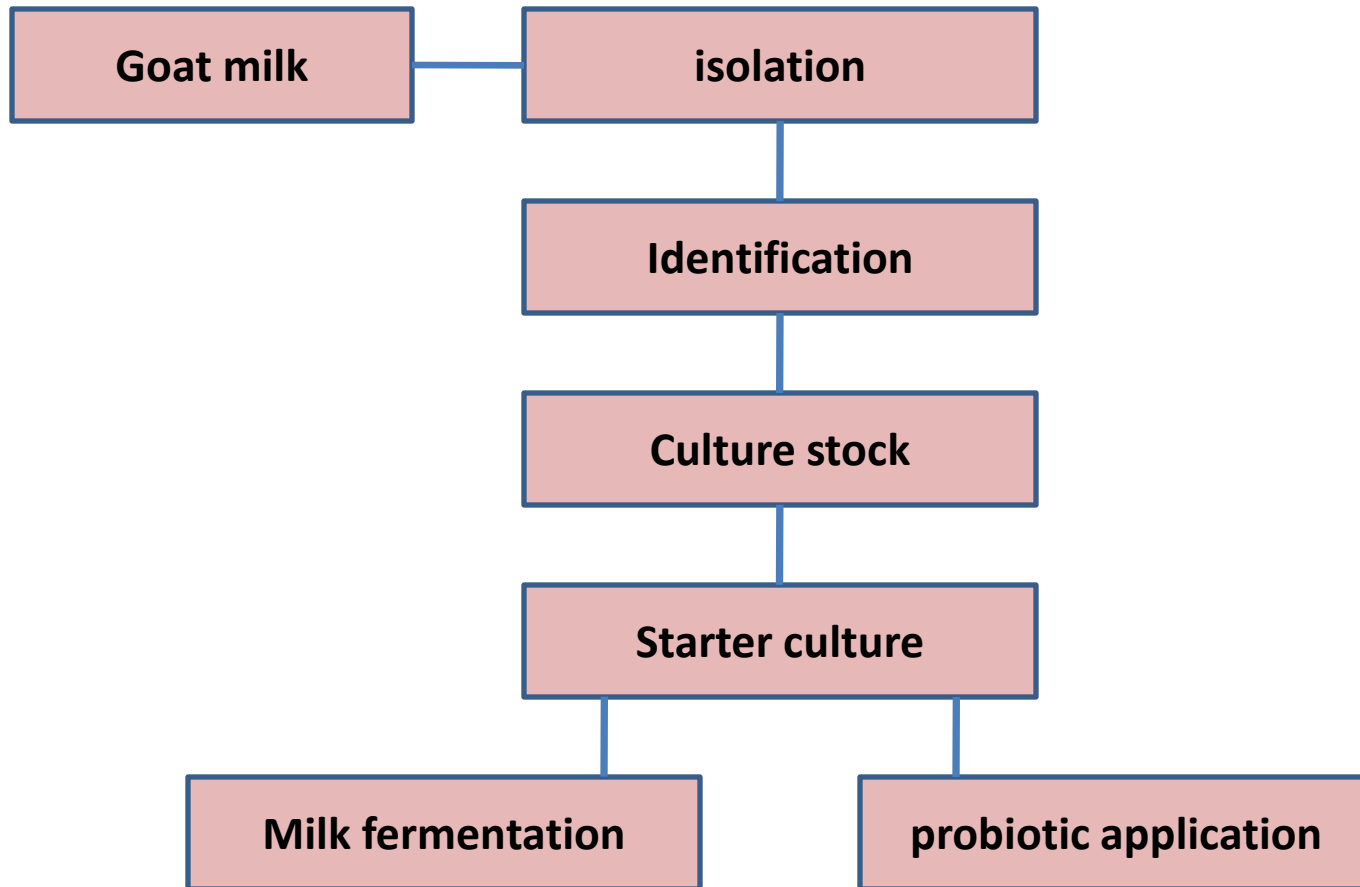 Goat milk
isolation
Identification
Culture stock
Starter culture
Milk fermentation
probiotic application